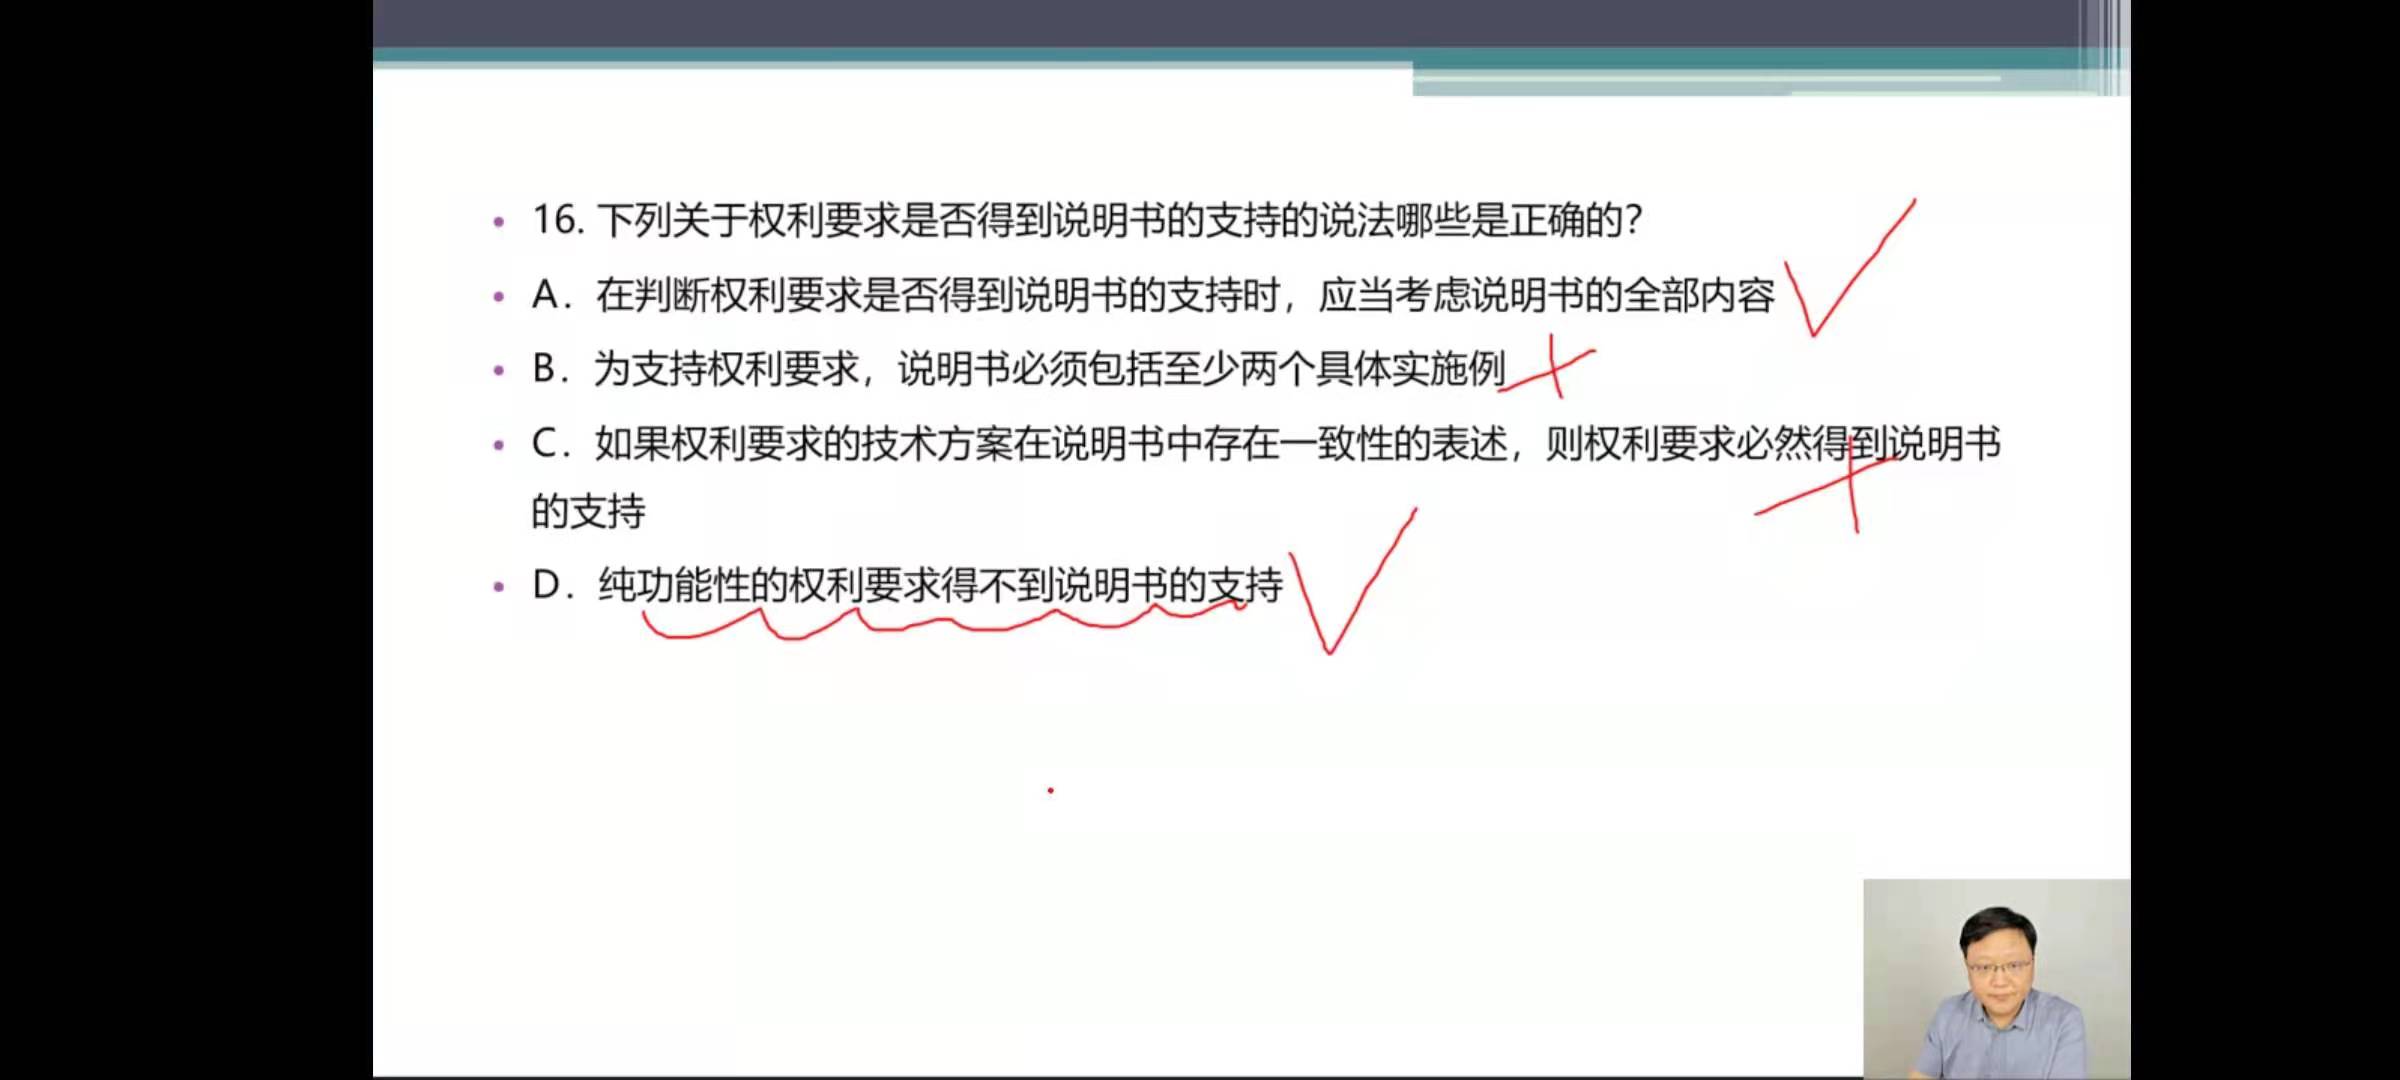 16. 下列关于权利要求是否得到说明书的支持的说法哪些是正确的？
A．在判断权利要求是否得到说明书的支持时，应当考虑说明书的全部内容
B．为支持权利要求，说明书必须包括至少两个具体实施例
C．如果权利要求的技术方案在说明书中存在一致性的表述，则权利要求必然得到说明书
的支持
D．纯功能性的权利要求得不到说明书的支持